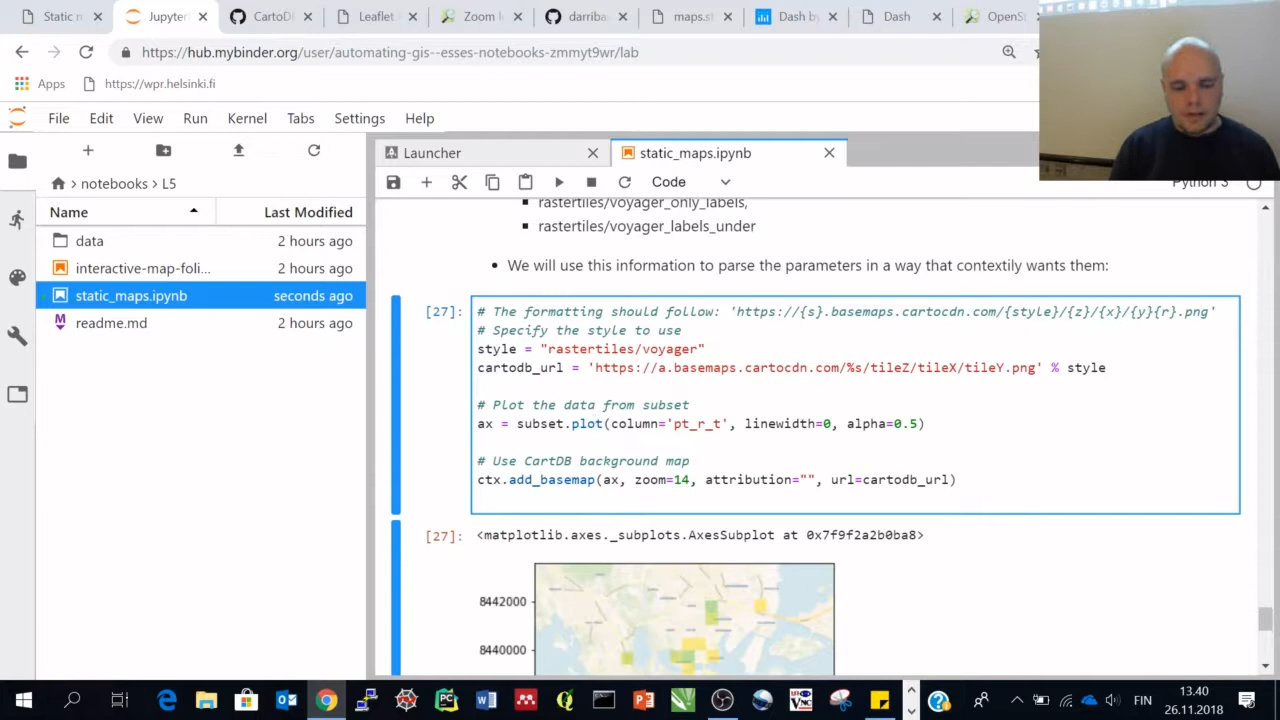 Static m
Jupyter
CartoD
Leaflet
Zoom l
darriba
maps.s
Dash by
Dash
OpenSt
https://hub.mybinder.org/user/automating-gis--esses-notebooks-zmmyt9wr/lab
Apps
https://wpr.helsinki.fi
File Edit View Run Kernel Tabs Settings Help
Launcher
static_maps.ipynb
Code
Python 3
notebooks > L5
Name Last Modified
data 2 hours ago
interactive-map-foli... 2 hours ago
static_maps.ipynb seconds ago
readme.md 2 hours ago
rastertiles/voyager_only_labels,
rastertiles/voyager_labels_under
We will use this information to parse the parameters in a way that contextily wants them:
[27]:
# The formatting should follow: 'https://{s}.basemaps.cartocdn.com/{style}/{z}/{x}/{y}{r}.png'
# Specify the style to use
style = "rastertiles/voyager"
cartodb_url = 'https://a.basemaps.cartocdn.com/%s/tileZ/tileX/tileY.png' % style
# Plot the data from subset
ax = subset.plot(column='pt_r_t', linewidth=0, alpha=0.5)
# Use CartDB background map
ctx.add_basemap(ax, zoom=14, attribution="", url=cartodb_url)
[27]: <matplotlib.axes._subplots.AxesSubplot at 0x7f9f2a2b0ba8>
8442000
8440000
FIN
13.40
26.11.2018